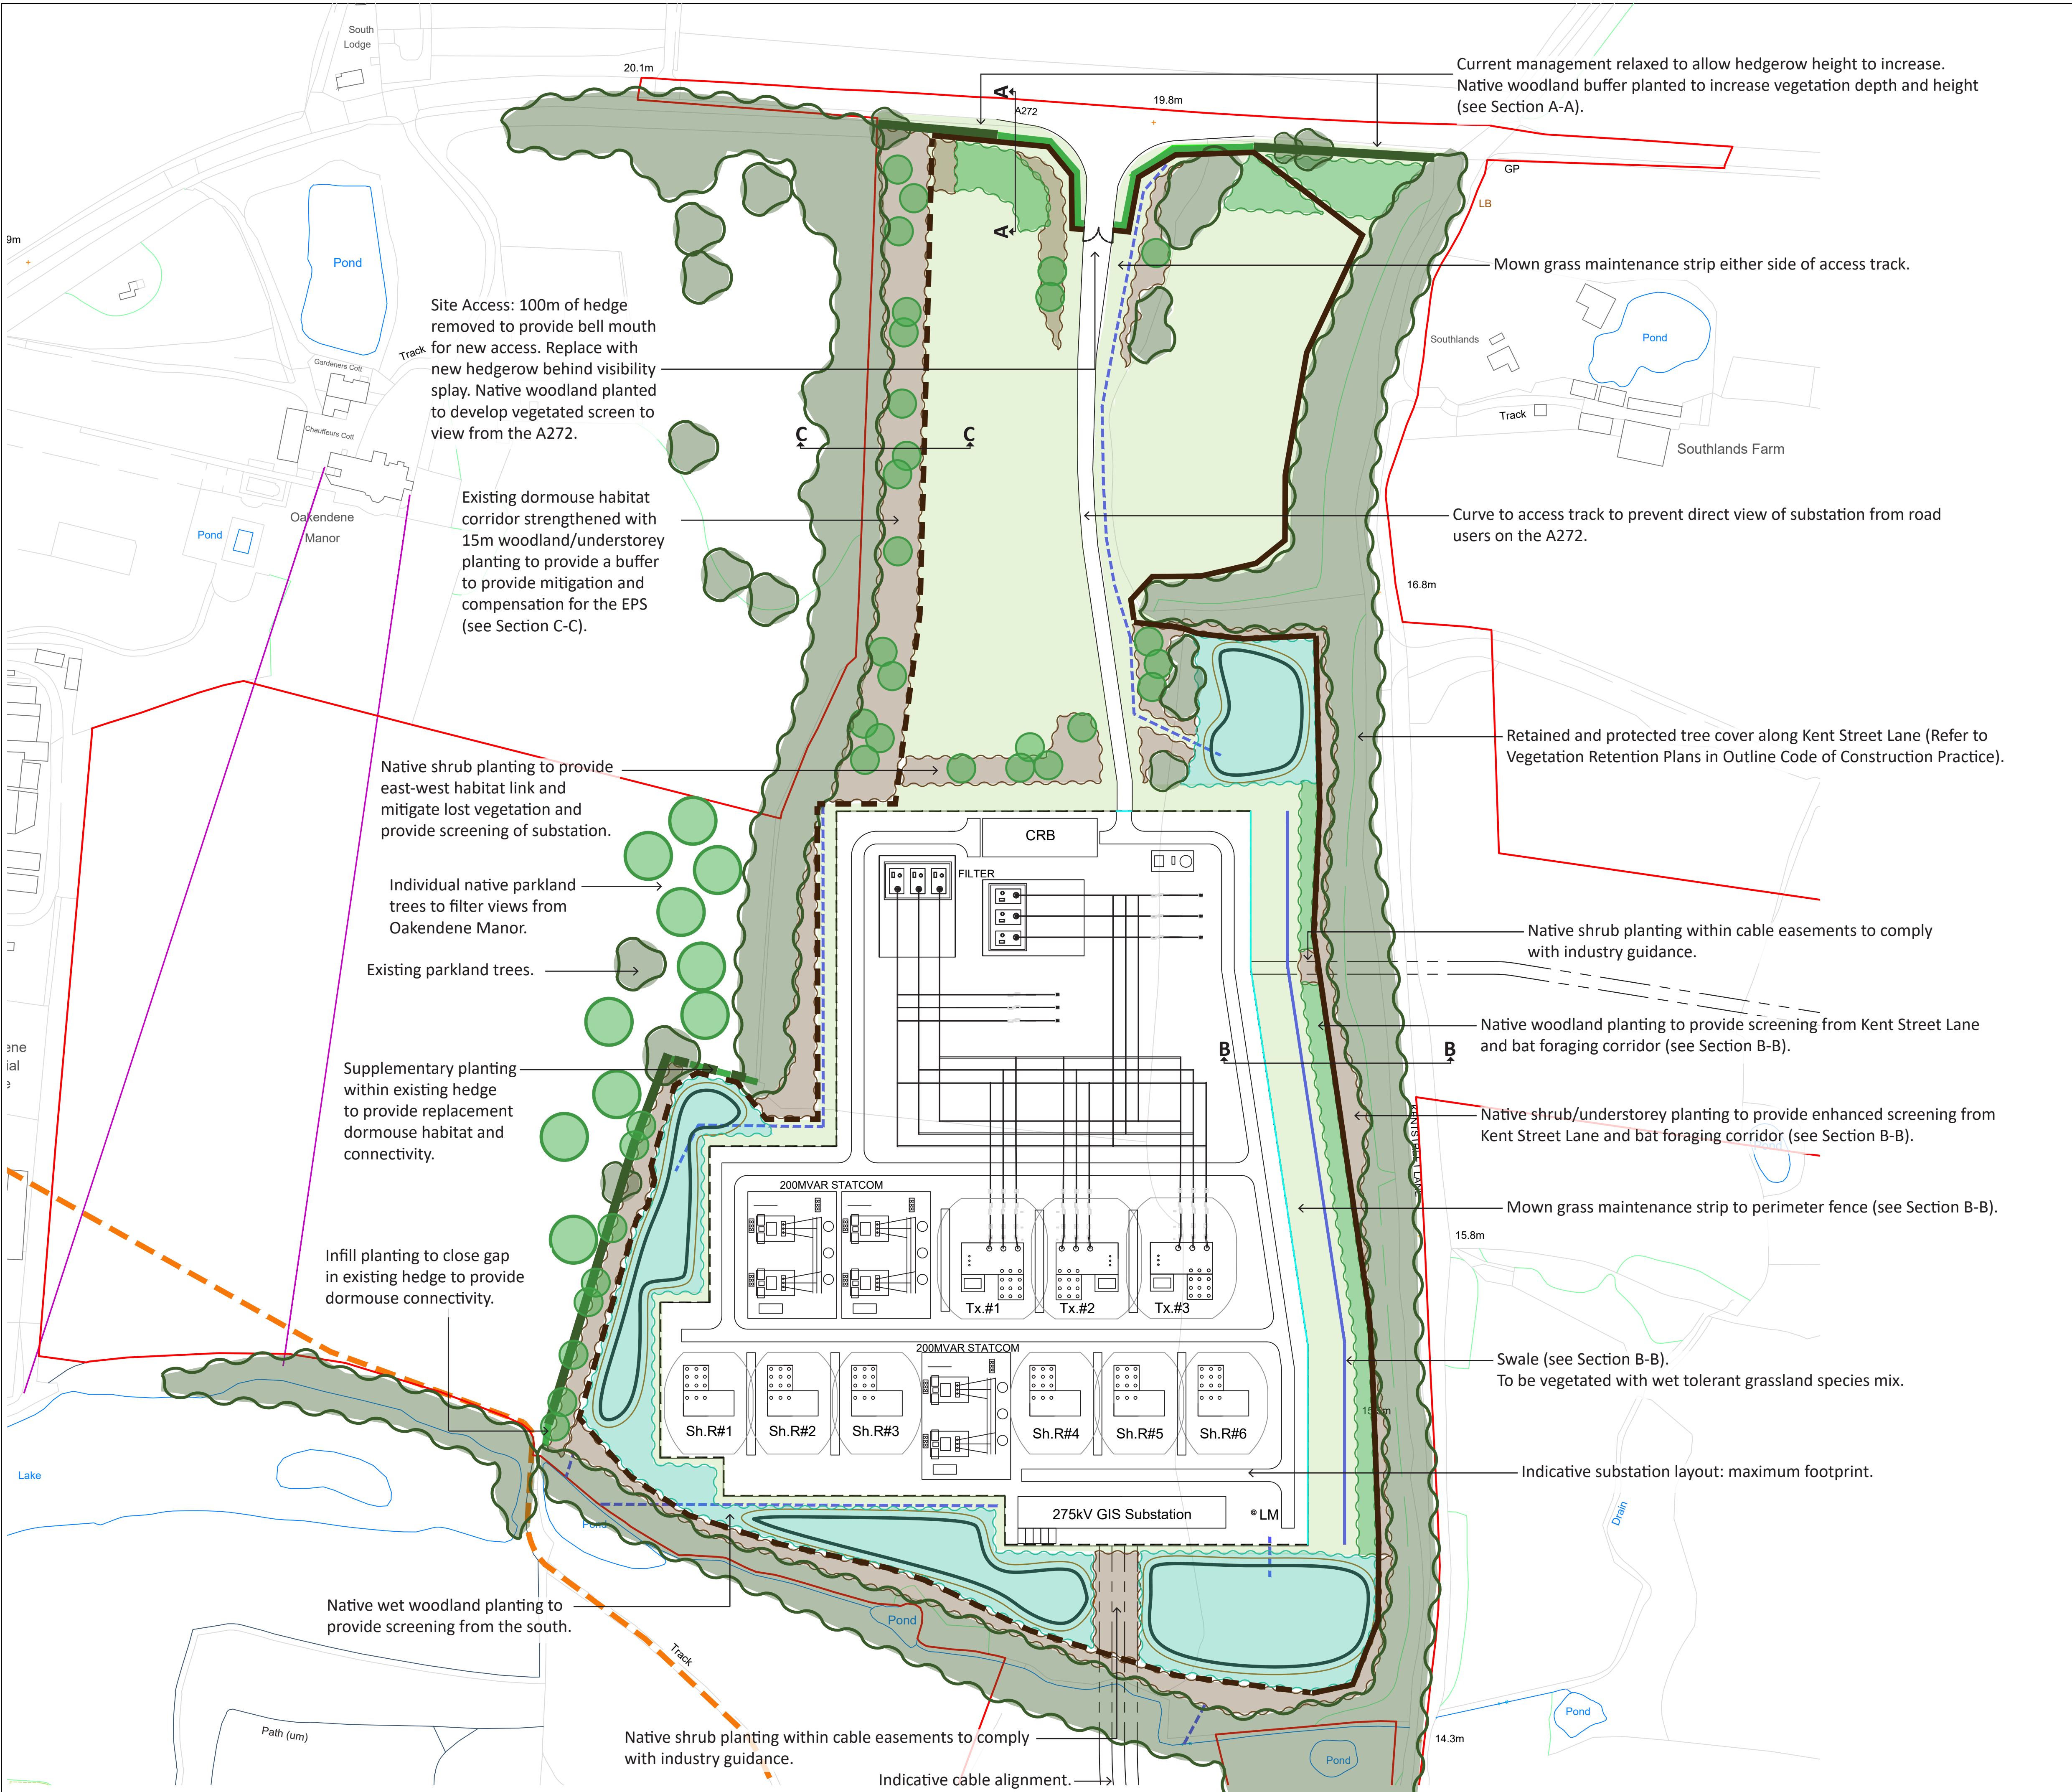 South
Lodge
20.1m
A
A272
19.8m
Current management relaxed to allow hedgerow height to increase.
Native woodland buffer planted to increase vegetation depth and height
(see Section A-A).
GP
LB
A
9m
Pond
Mown grass maintenance strip either side of access track.
Site Access: 100m of hedge
removed to provide bell mouth
for new access. Replace with
new hedgerow behind visibility
splay. Native woodland planted
to develop vegetated screen to
view from the A272.
Track
Gardeners Cott
Chauffeurs Cott
Southlands
Pond
Track
Southlands Farm
C
C
Existing dormouse habitat
corridor strengthened with
15m woodland/understorey
planting to provide a buffer
to provide mitigation and
compensation for the EPS
(see Section C-C).
Oakendene
Manor
Pond
Curve to access track to prevent direct view of substation from road
users on the A272.
16.8m
Retained and protected tree cover along Kent Street Lane (Refer to
Vegetation Retention Plans in Outline Code of Construction Practice).
Native shrub planting to provide
east-west habitat link and
mitigate lost vegetation and
provide screening of substation.
CRB
FILTER
Individual native parkland
trees to filter views from
Oakendene Manor.
Native shrub planting within cable easements to comply
with industry guidance.
Existing parkland trees.
Native woodland planting to provide screening from Kent Street Lane
and bat foraging corridor (see Section B-B).
B
B
ene
ial
e
Supplementary planting
within existing hedge
to provide replacement
dormouse habitat and
connectivity.
KENT STREET LANE
Native shrub/understorey planting to provide enhanced screening from
Kent Street Lane and bat foraging corridor (see Section B-B).
200MVAR STATCOM
Mown grass maintenance strip to perimeter fence (see Section B-B).
15.8m
Infill planting to close gap
in existing hedge to provide
dormouse connectivity.
Tx.#1
Tx.#2
Tx.#3
200MVAR STATCOM
Swale (see Section B-B).
To be vegetated with wet tolerant grassland species mix.
Sh.R#1
Sh.R#2
Sh.R#3
Sh.R#4
Sh.R#5
Sh.R#6
Lake
Indicative substation layout: maximum footprint.
275kV GIS Substation
LM
Drain
Pond
Native wet woodland planting to
provide screening from the south.
Pond
Track
Path (um)
Native shrub planting within cable easements to comply
with industry guidance.
Pond
14.3m
Pond
Indicative cable alignment.